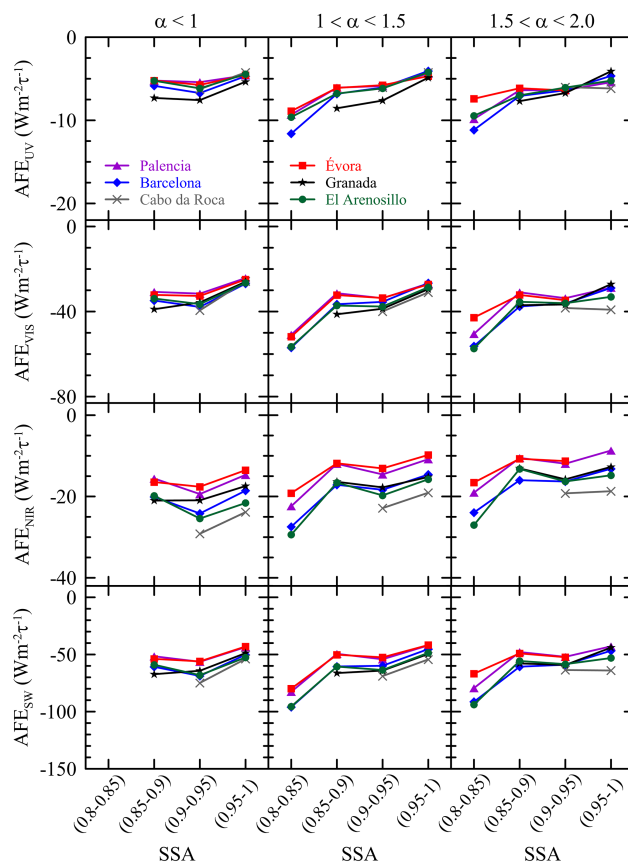 α < 1
1 < α < 1.5
1.5 < α < 2.0
0
-10
-20
AFE_UV (Wm⁻²τ⁻¹)
Palencia
Barcelona
Cabo da Roca
Évora
Granada
El Arenosillo
0
-40
-80
AFE_VIS (Wm⁻²τ⁻¹)
0
-20
-40
AFE_NIR (Wm⁻²τ⁻¹)
0
-50
-100
-150
AFE_SW (Wm⁻²τ⁻¹)
(0.8-0.85)
(0.85-0.9)
(0.9-0.95)
(0.95-1)
(0.8-0.85)
(0.85-0.9)
(0.9-0.95)
(0.95-1)
(0.8-0.85)
(0.85-0.9)
(0.9-0.95)
(0.95-1)
SSA
SSA
SSA